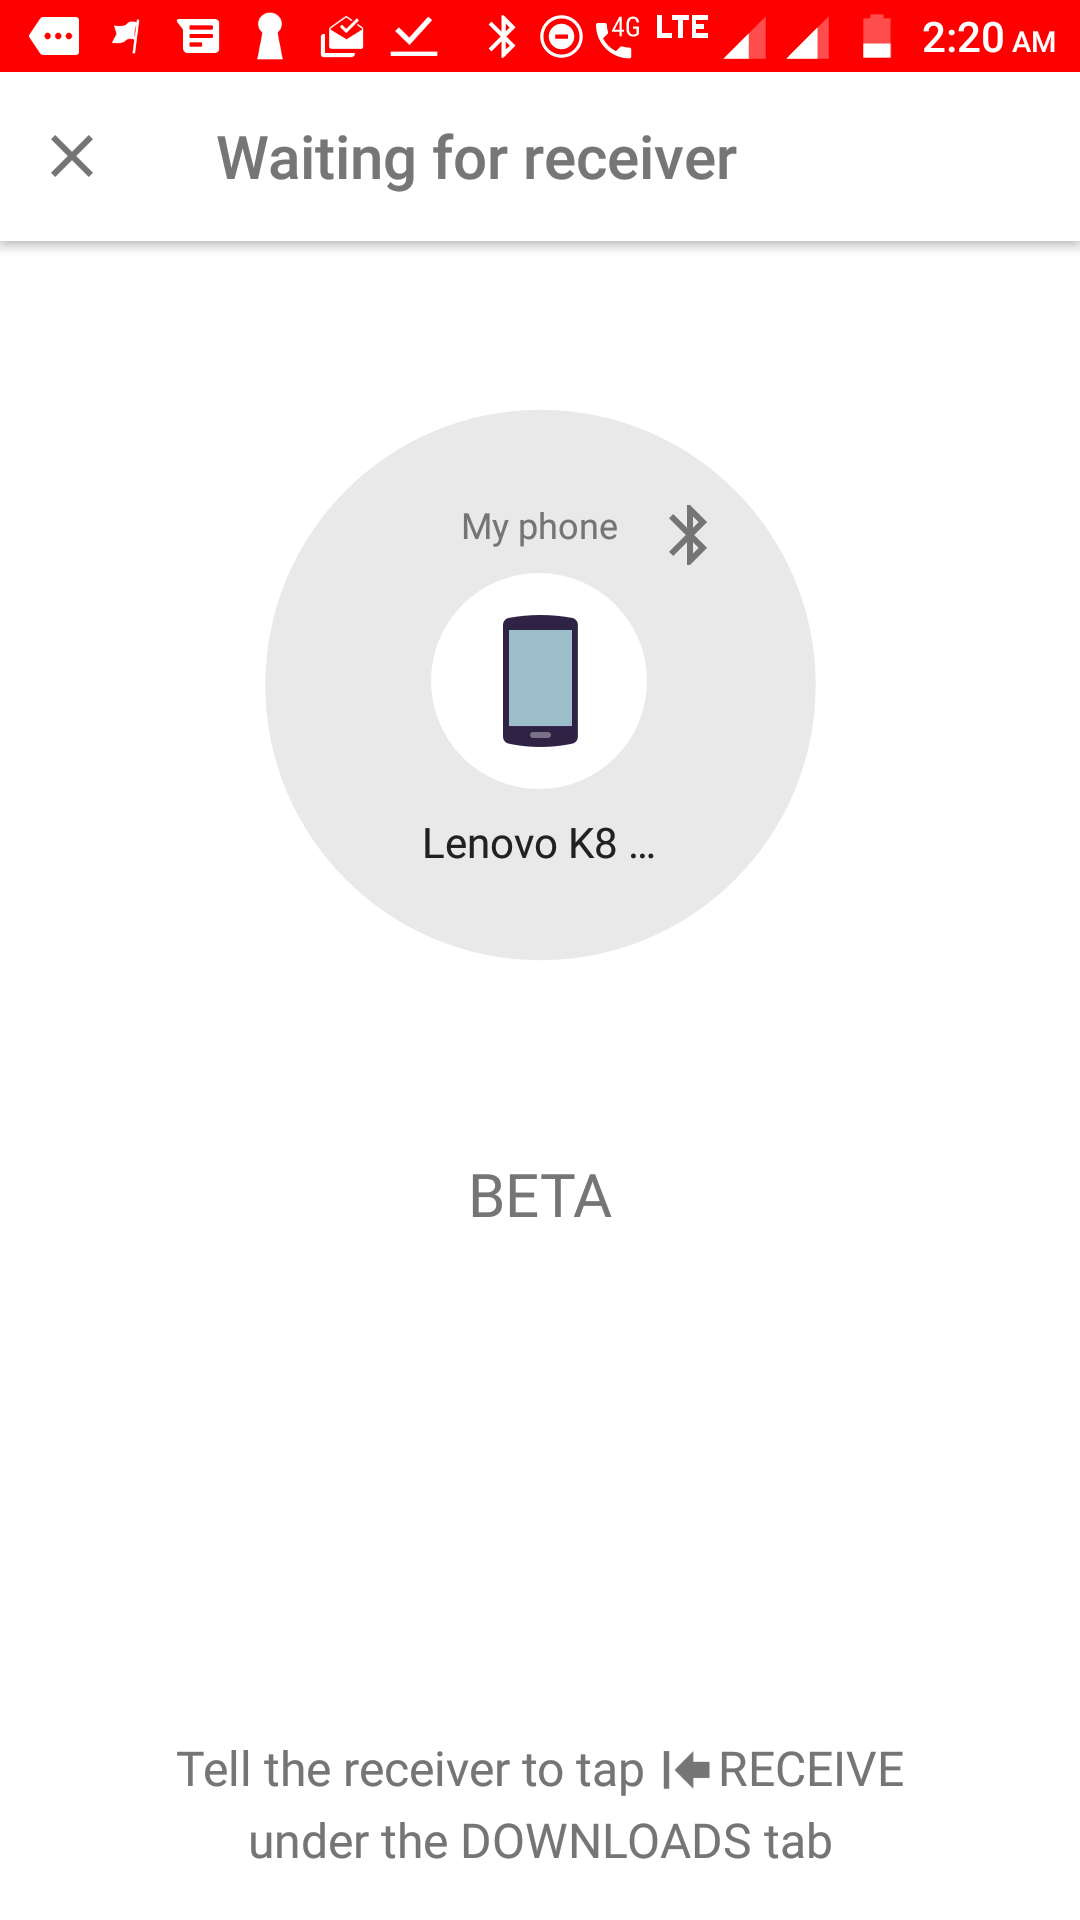 4G LTE 2:20 AM
Waiting for receiver
My phone
Lenovo K8 ...
BETA
Tell the receiver to tap RECEIVE
under the DOWNLOADS tab